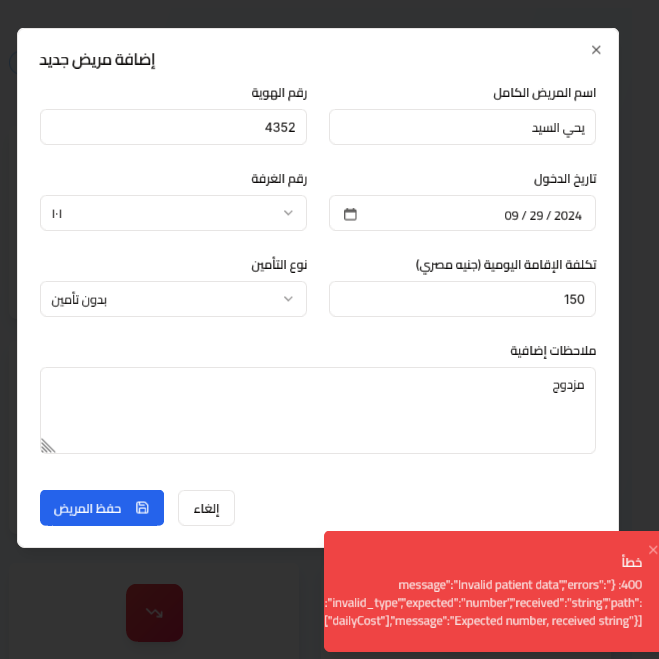 إضافة مريض جديد
اسم المريض الكامل
يحي السيد
رقم الهوية
4352
تاريخ الدخول
09 / 29 / 2024
رقم الغرفة
١٠١
تكلفة الإقامة اليومية (جنيه مصري)
150
نوع التأمين
بدون تأمين
ملاحظات إضافية
مزدوج
إلغاء
حفظ المريض
خطأ
400: {"message":"Invalid patient data","errors"
:"invalid_type","expected":"number","received":"string","path":
["dailyCost"],"message":"Expected number, received string"}]